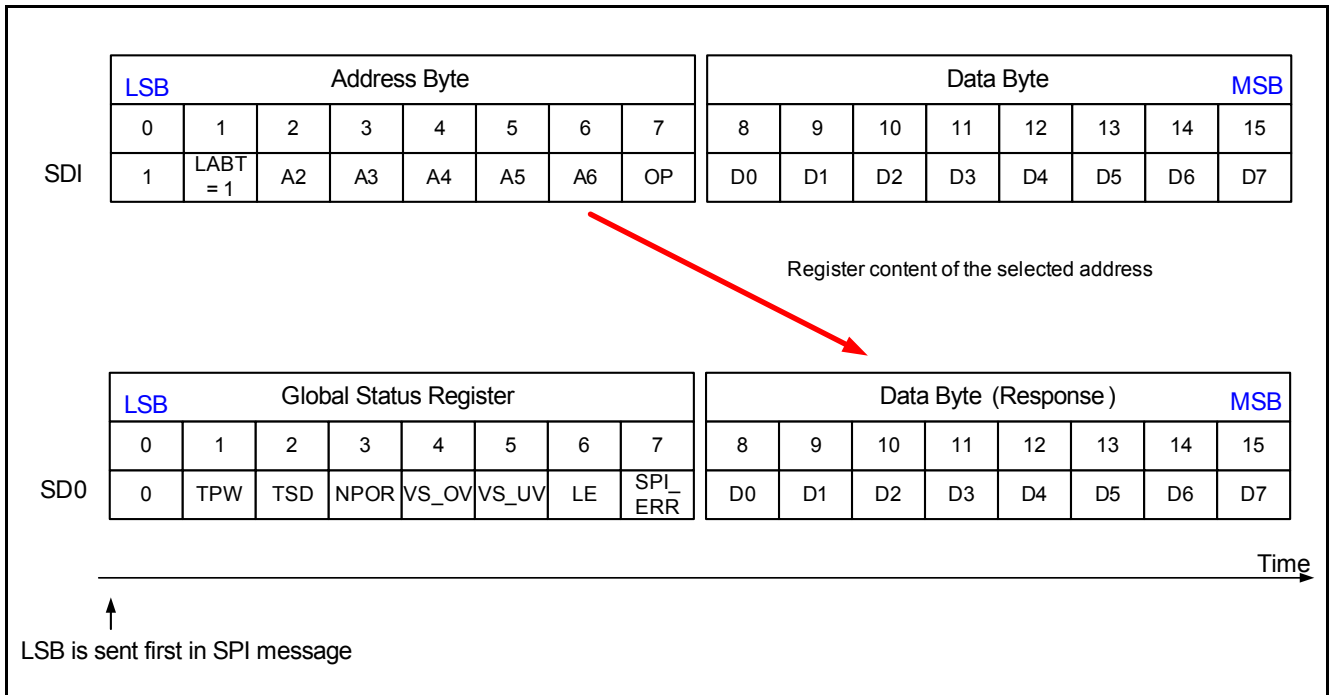 LSB Address Byte Data Byte MSB
0 1 2 3 4 5 6 7 8 9 10 11 12 13 14 15
SDI 1 LABT = 1 A2 A3 A4 A5 A6 OP D0 D1 D2 D3 D4 D5 D6 D7
Register content of the selected address
LSB Global Status Register Data Byte (Response) MSB
0 1 2 3 4 5 6 7 8 9 10 11 12 13 14 15
SD0 0 TPW TSD NPOR VS_OV VS_UV LE SPI_ERR D0 D1 D2 D3 D4 D5 D6 D7
Time
LSB is sent first in SPI message